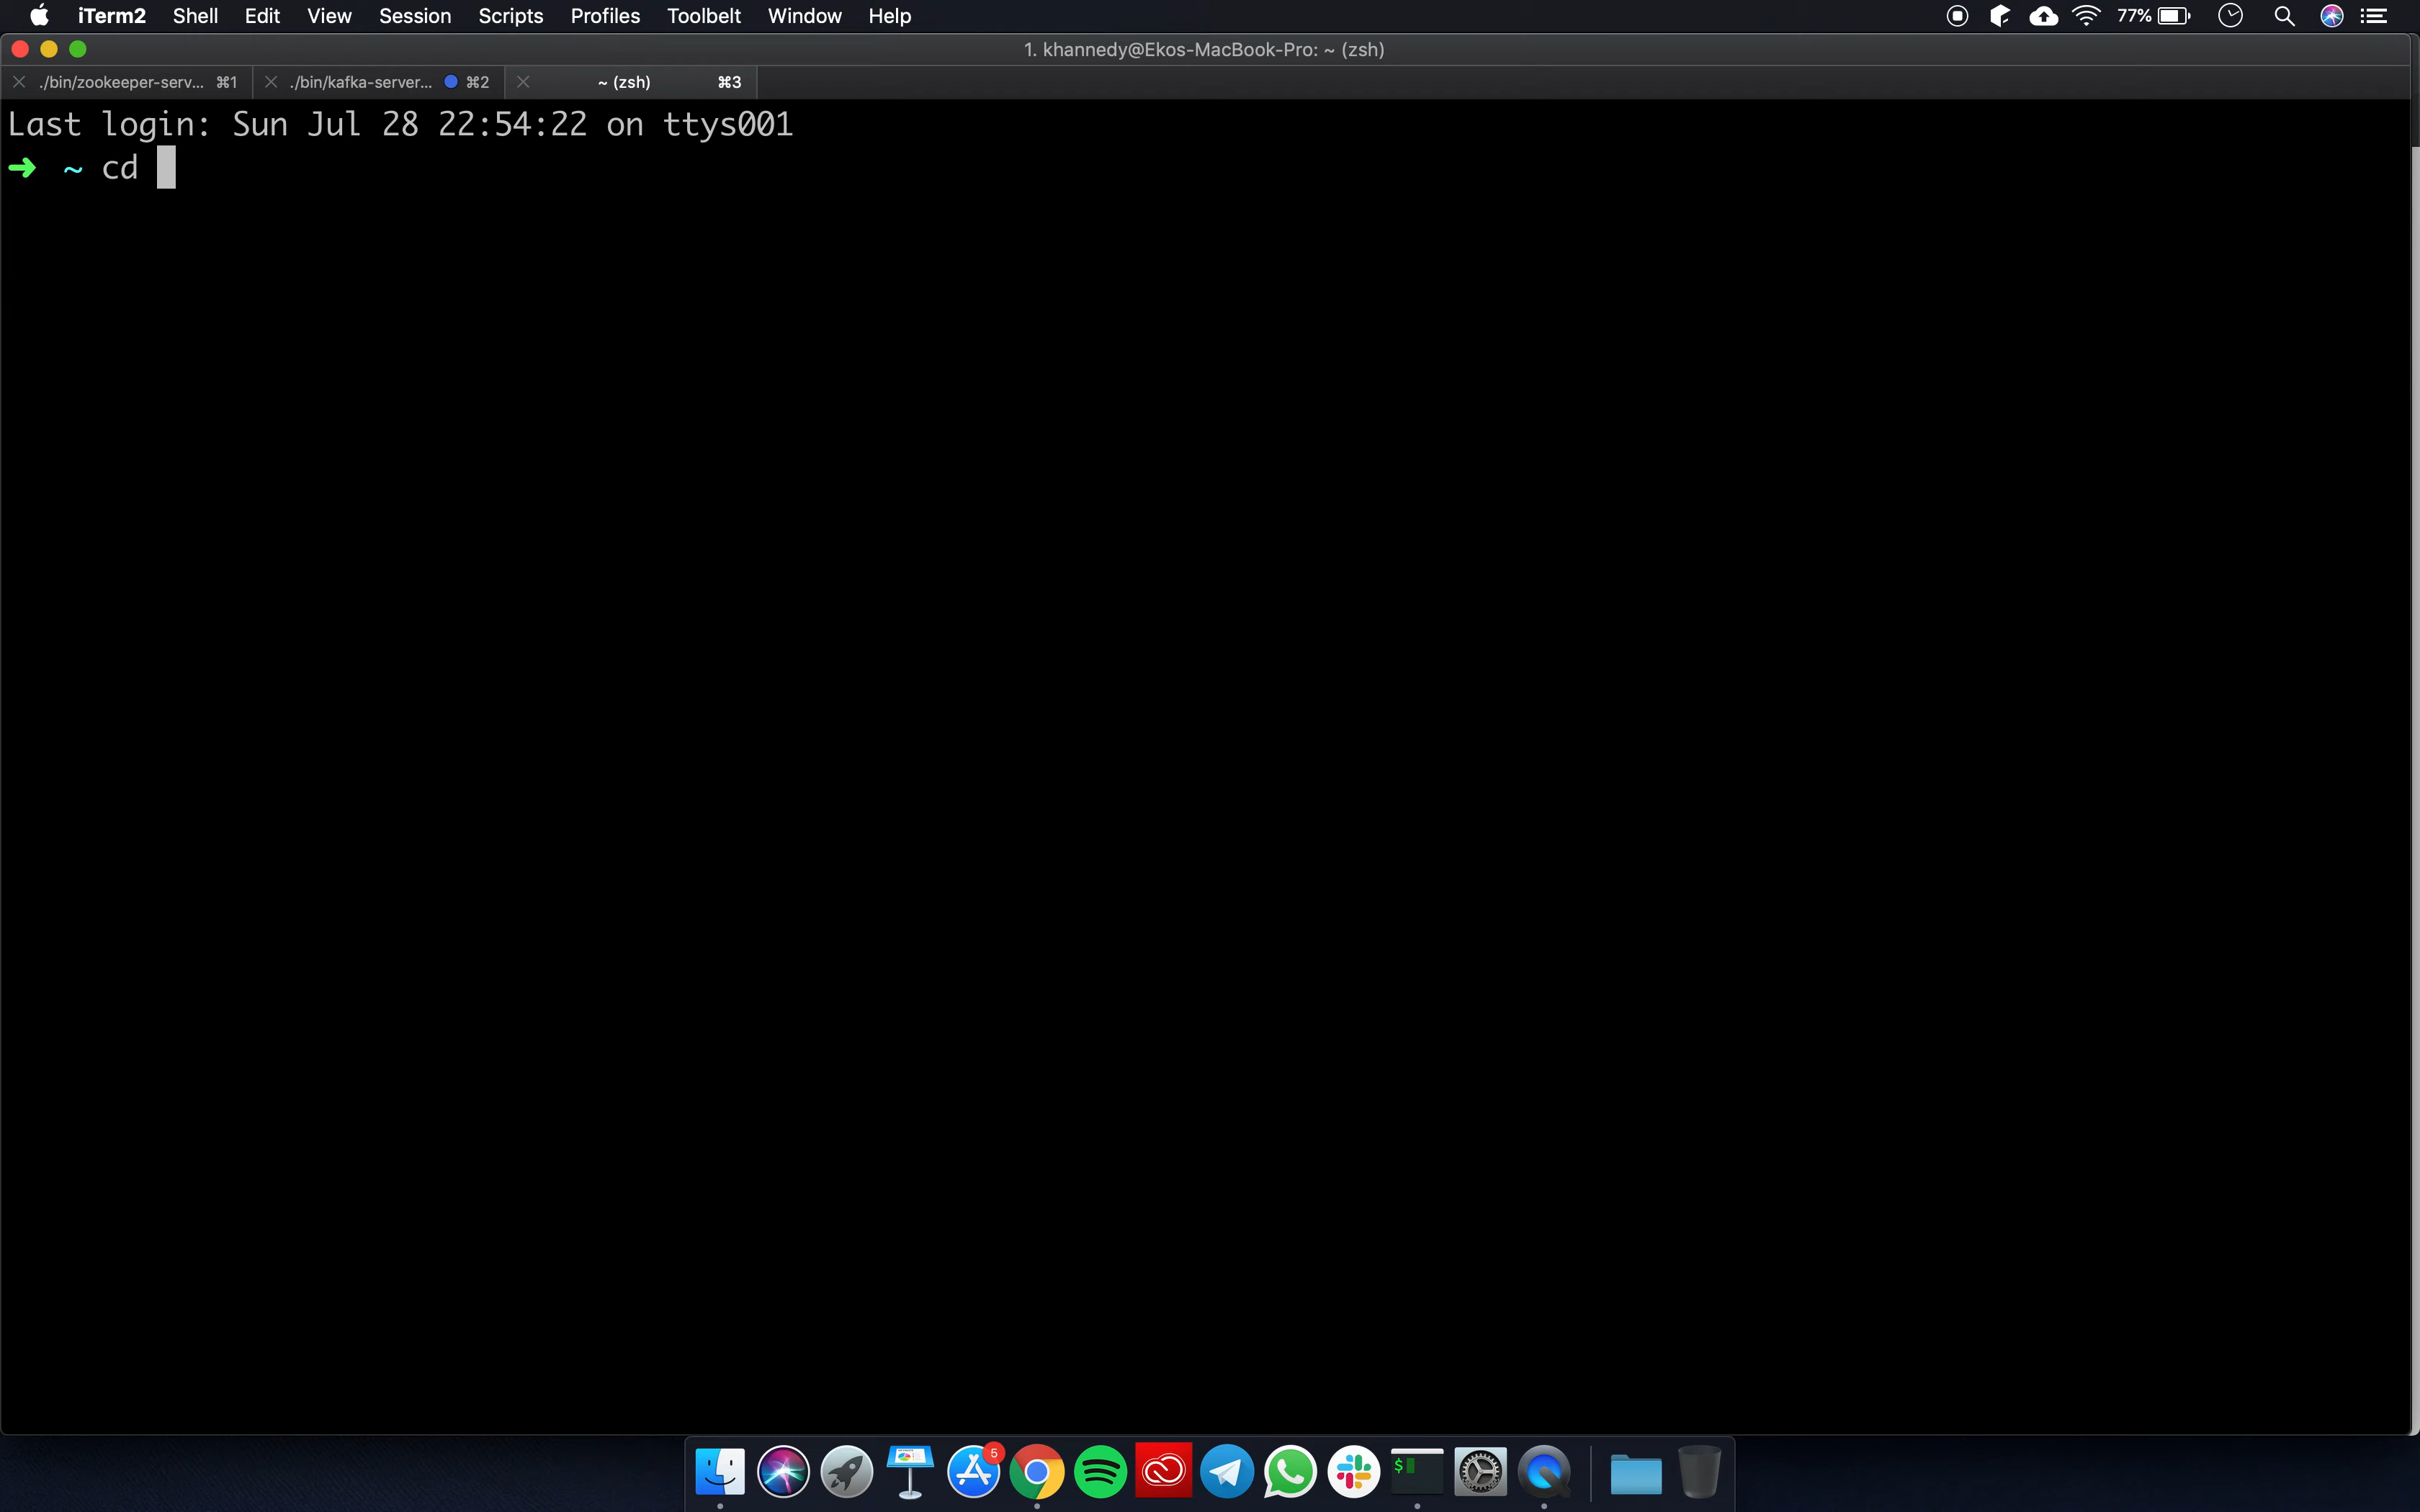 iTerm2 Shell Edit View Session Scripts Profiles Toolbelt Window Help 77%
1. khannedy@Ekos-MacBook-Pro: ~ (zsh)
./bin/zookeeper-serv... ⌘1 ./bin/kafka-server... ⌘2 ~ (zsh) ⌘3
Last login: Sun Jul 28 22:54:22 on ttys001
➜ ~ cd
5
$